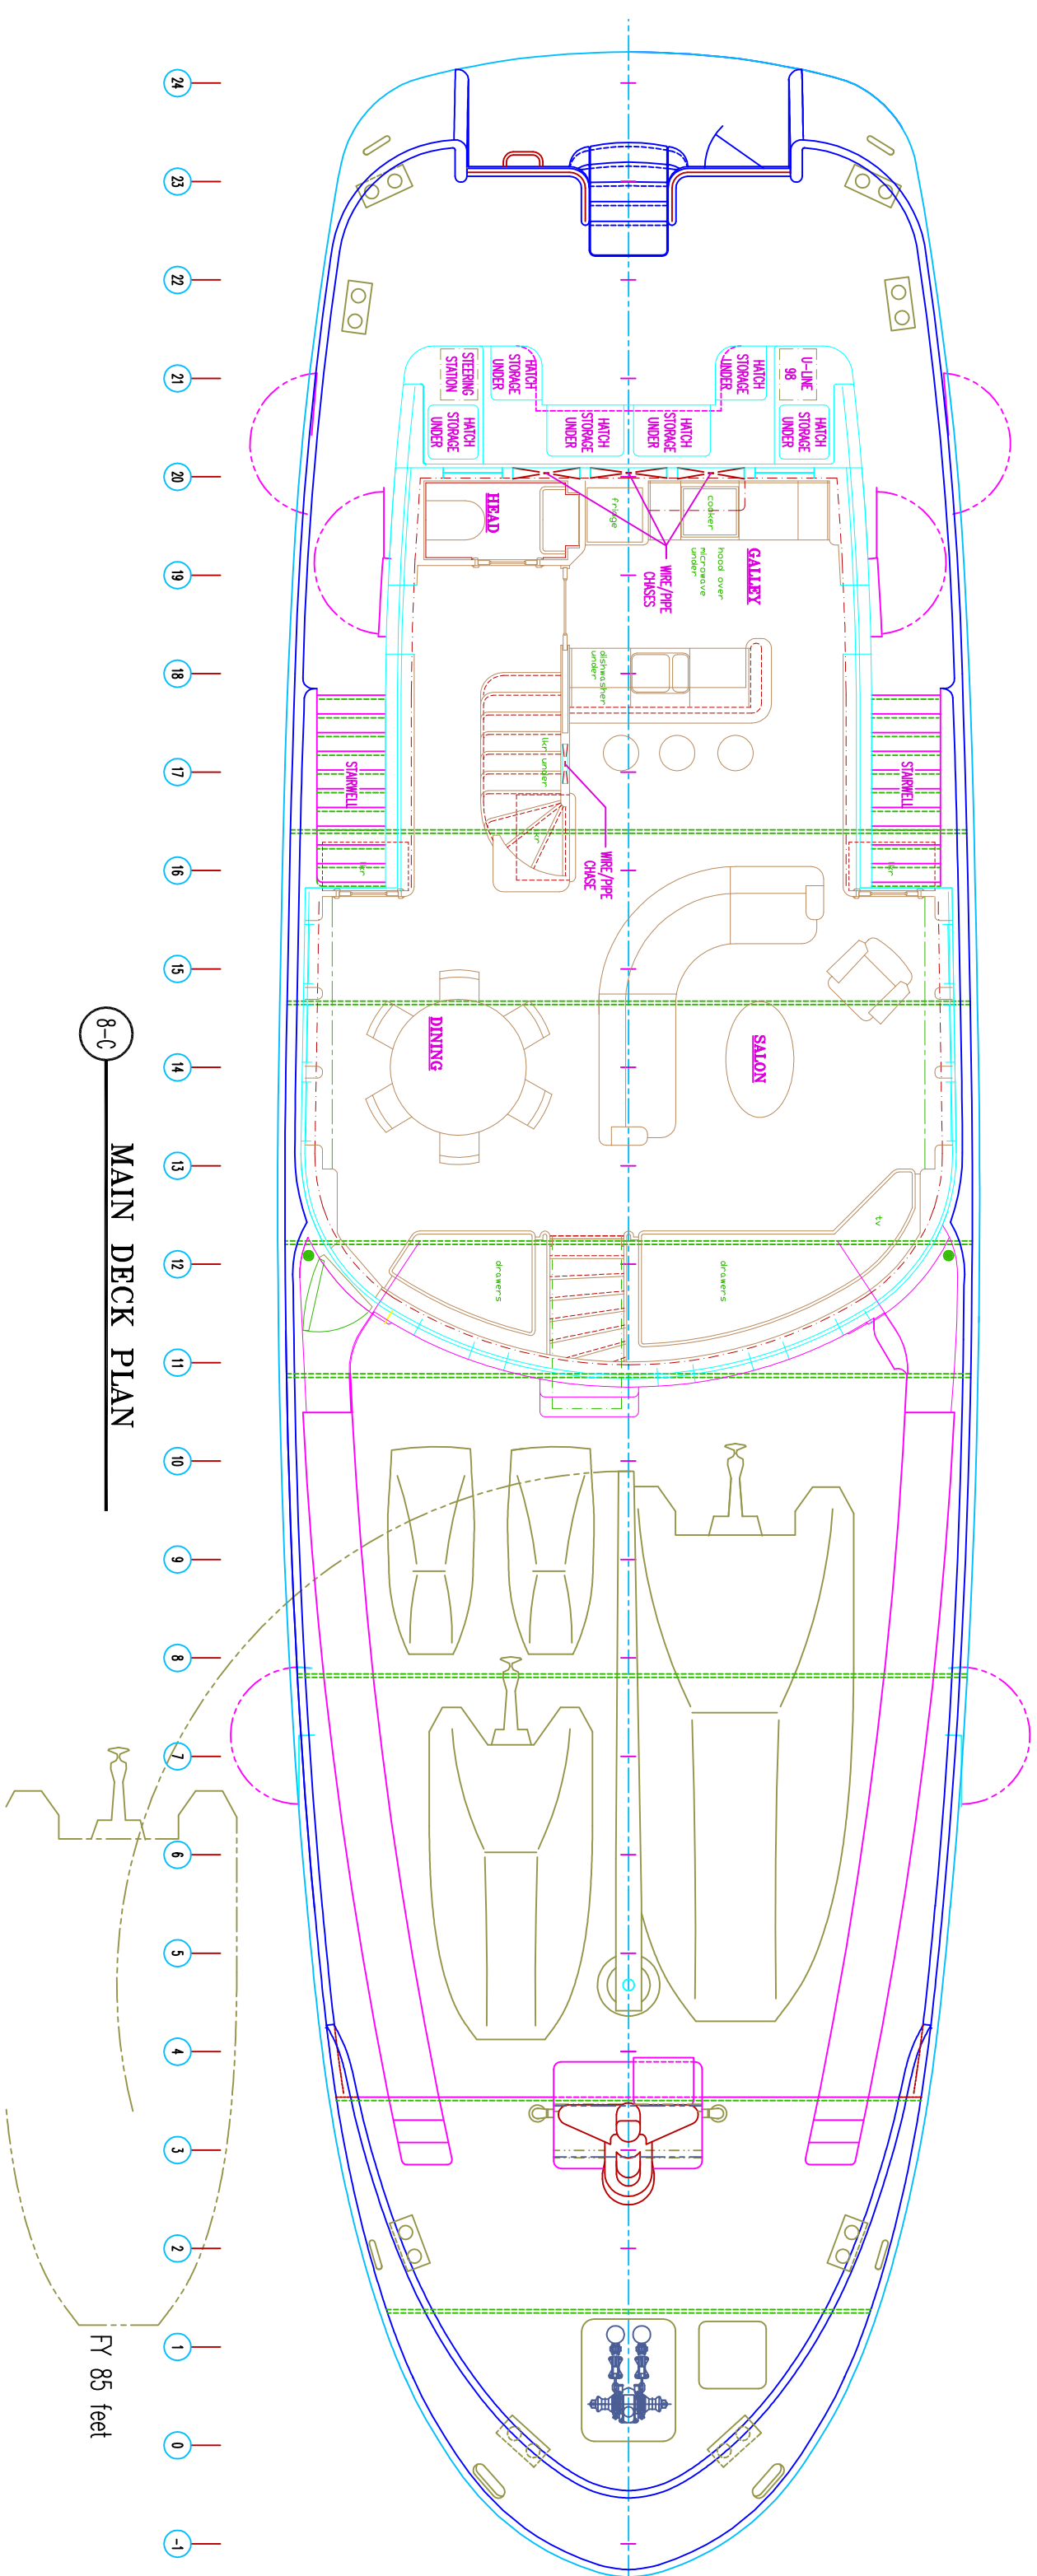 24
23
22
21
20
19
18
17
16
15
14
13
12
11
10
9
8
7
6
5
4
3
2
1
0
-1
U-LINE
98
HATCH
STORAGE
UNDER
HATCH
STORAGE
UNDER
HATCH
STORAGE
UNDER
HATCH
STORAGE
UNDER
HATCH
STORAGE
UNDER
HATCH
STORAGE
UNDER
STEERING
STATION
HEAD
fridge
cooker
GALLEY
hood over
microwave
under
WIRE/PIPE
CHASES
dishwasher
under
lkr under
lkr
WIRE/PIPE
CHASE
STAIRWELL
STAIRWELL
lkr
lkr
DINING
SALON
tv
drawers
drawers
8-C
MAIN DECK PLAN
FY 85 feet